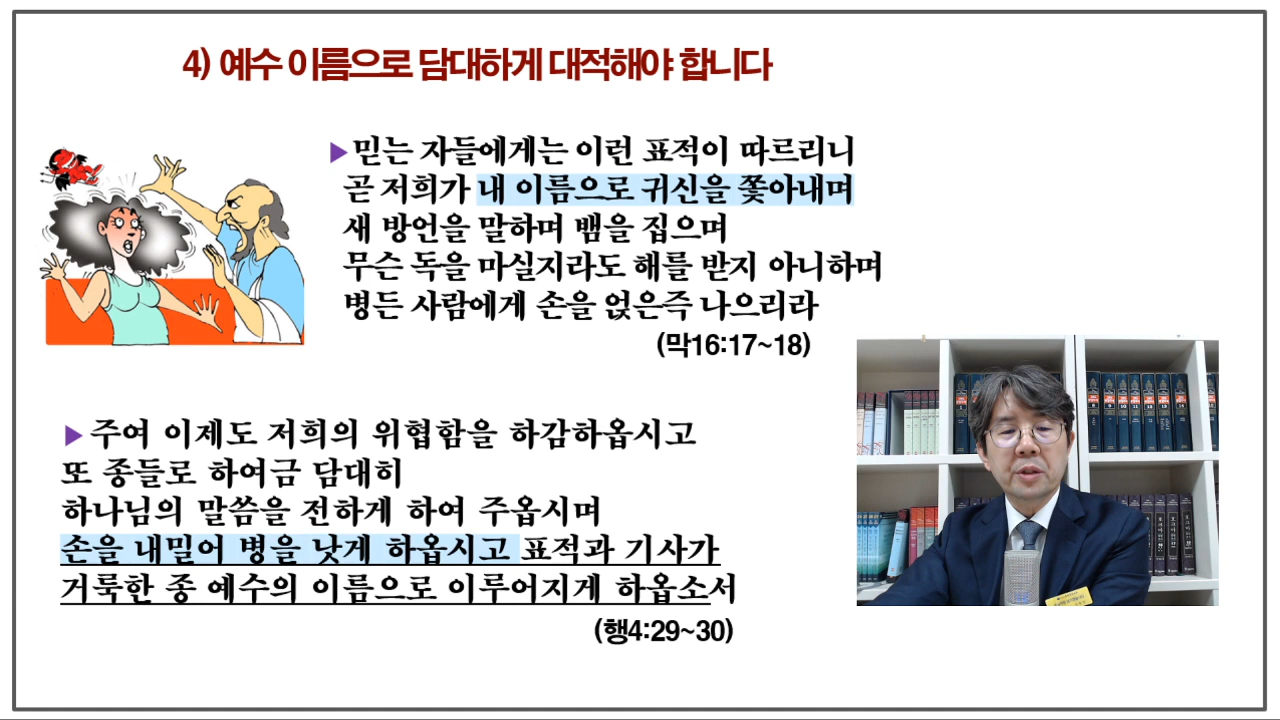 4) 예수 이름으로 담대하게 대적해야 합니다
▶믿는 자들에게는 이런 표적이 따르리니
곧 저희가 내 이름으로 귀신을 쫓아내며
새 방언을 말하며 뱀을 집으며
무슨 독을 마실지라도 해를 받지 아니하며
병든 사람에게 손을 얹은즉 나으리라
(막16:17~18)
▶주여 이제도 저희의 위협함을 하감하옵시고
또 종들로 하여금 담대히
하나님의 말씀을 전하게 하여 주옵시며
손을 내밀어 병을 낫게 하옵시고 표적과 기사가
거룩한 종 예수의 이름으로 이루어지게 하옵소서
(행4:29~30)